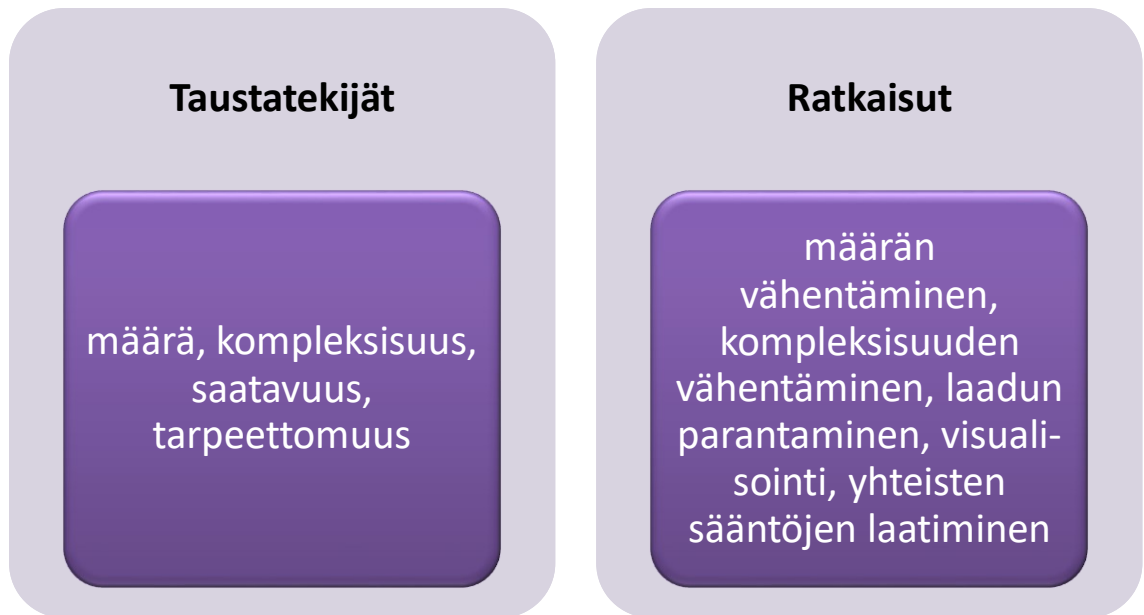 Taustatekijät
määrä, kompleksisuus,
saatavuus,
tarpeettomuus
Ratkaisut
määrän
vähentäminen,
kompleksisuuden
vähentäminen, laadun
parantaminen, visuali-
sointi, yhteisten
sääntöjen laatiminen